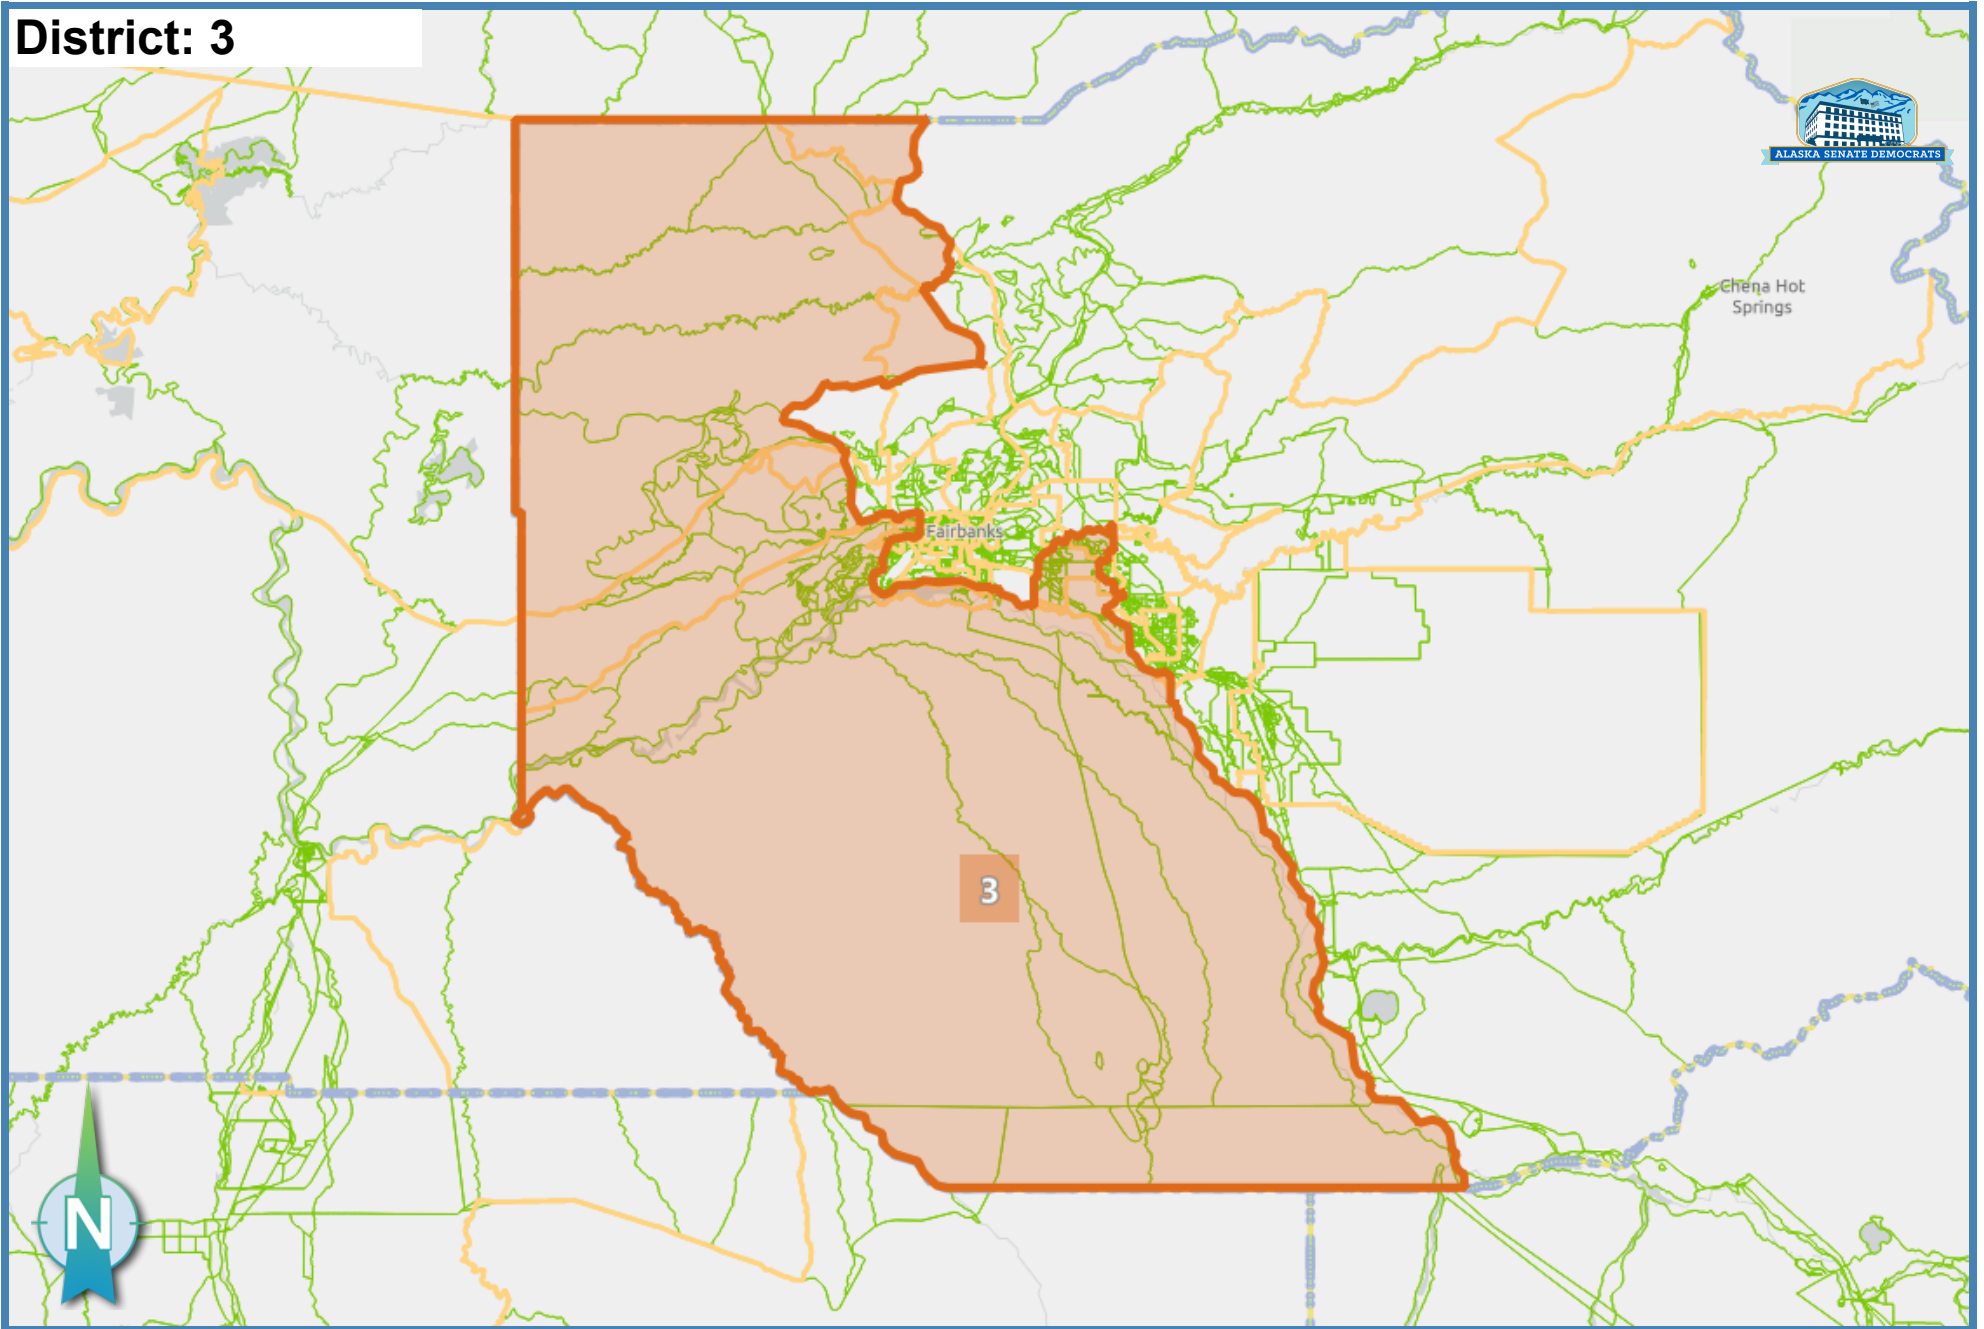 District: 3
ALASKA SENATE DEMOCRATS
Chena Hot
Springs
Fairbanks
3
N